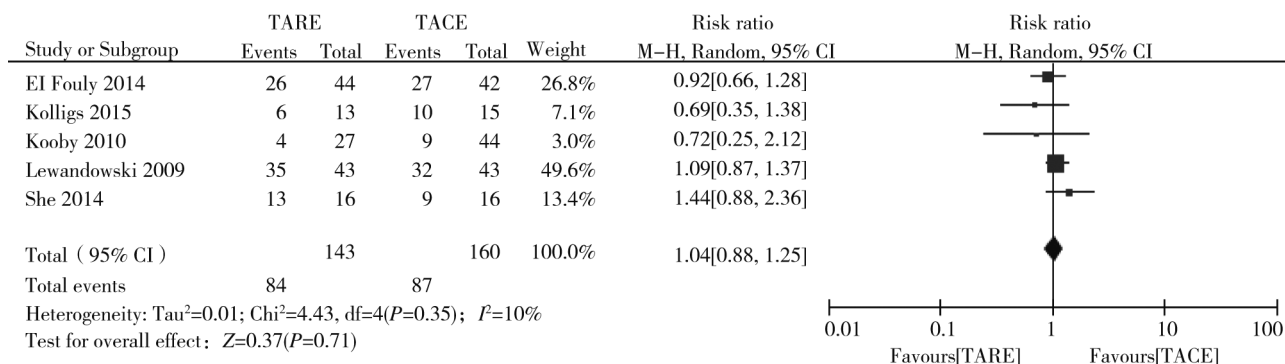 TARE TACE Risk ratio Risk ratio
Study or Subgroup Events Total Events Total Weight M-H, Random, 95% CI M-H, Random, 95% CI
EI Fouly 2014 26 44 27 42 26.8% 0.92[0.66, 1.28]
Kolligs 2015 6 13 10 15 7.1% 0.69[0.35, 1.38]
Kooby 2010 4 27 9 44 3.0% 0.72[0.25, 2.12]
Lewandowski 2009 35 43 32 43 49.6% 1.09[0.87, 1.37]
She 2014 13 16 9 16 13.4% 1.44[0.88, 2.36]
Total（95% CI） 143 160 100.0% 1.04[0.88, 1.25]
Total events 84 87
Heterogeneity: Tau²=0.01; Chi²=4.43, df=4(P=0.35)；I²=10%
Test for overall effect：Z=0.37(P=0.71)
0.01 0.1 1 10 100
Favours[TARE] Favours[TACE]